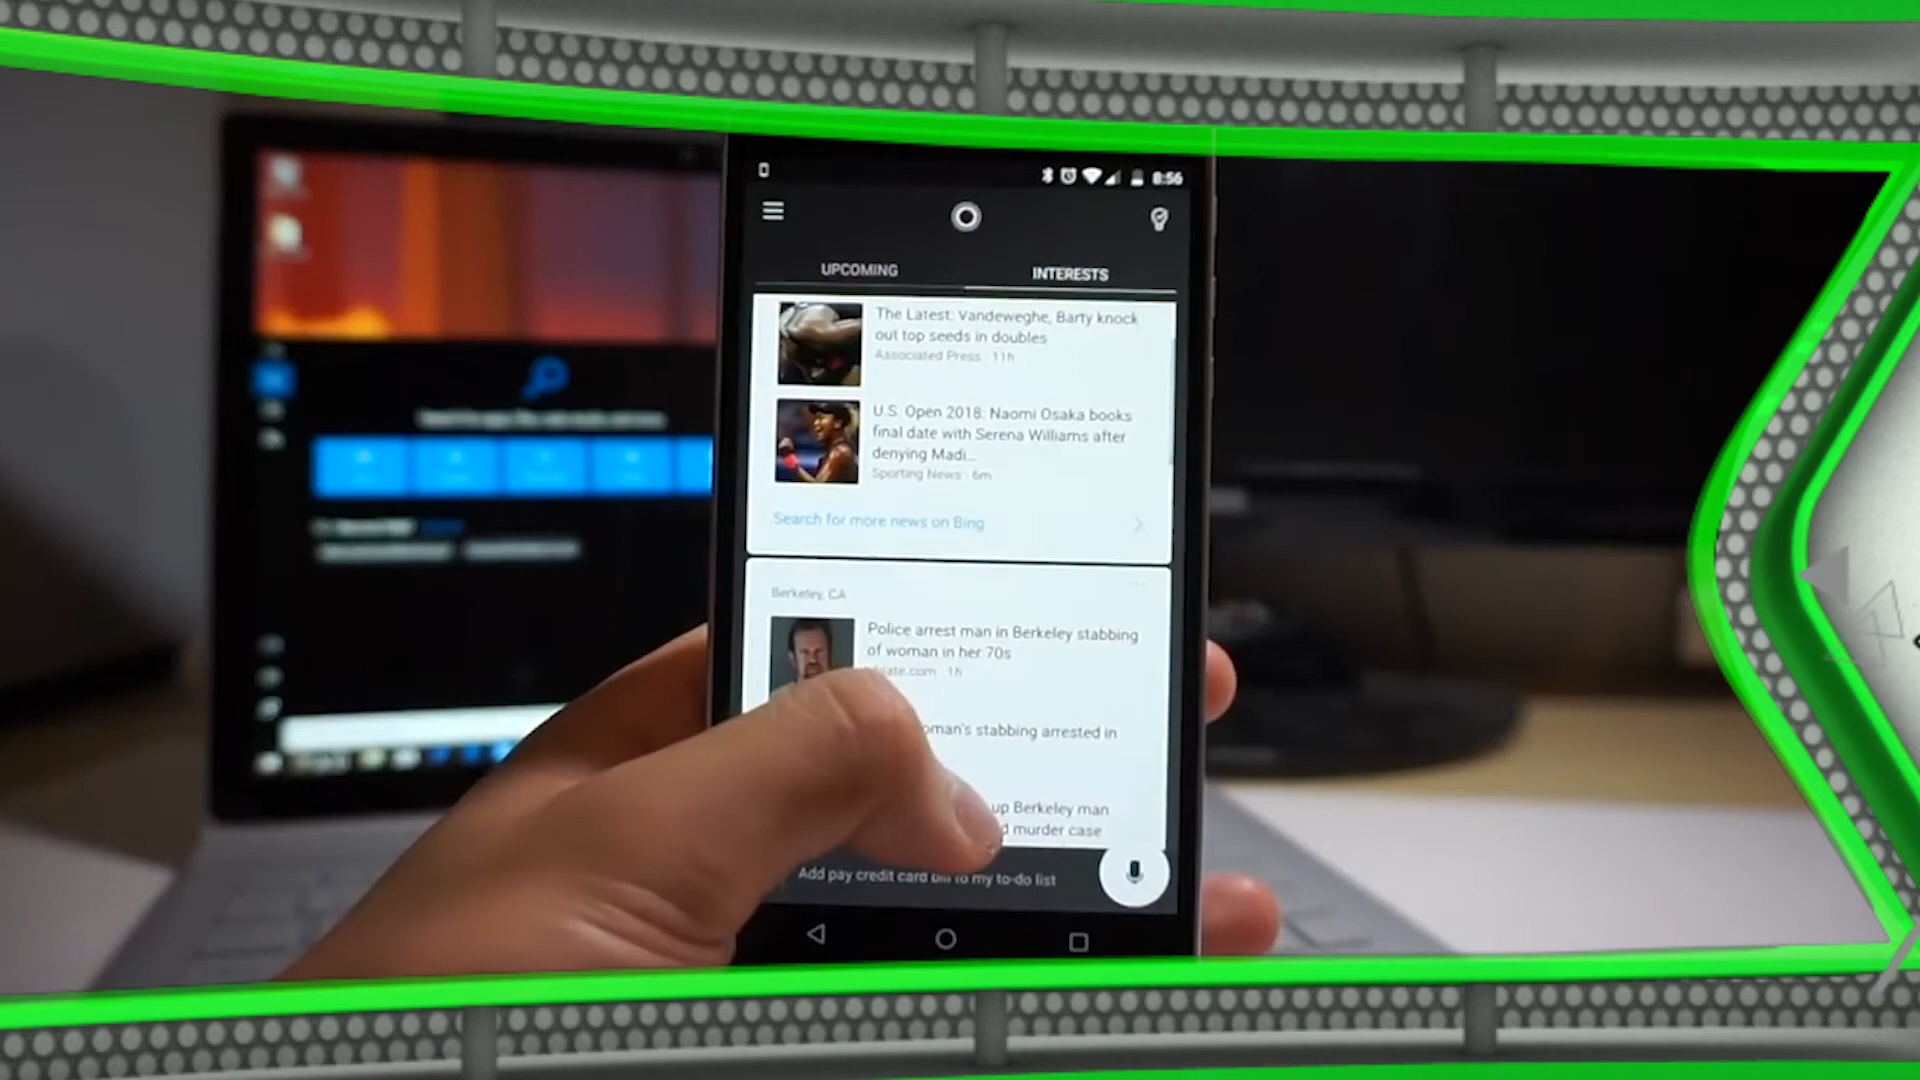 8:56
UPCOMING
INTERESTS
The Latest: Vandeweghe, Barty knock
out top seeds in doubles
Associated Press · 11h
U.S. Open 2018: Naomi Osaka books
final date with Serena Williams after
denying Madi...
Sporting News · 6m
Search for more news on Bing
Berkeley, CA
Police arrest man in Berkeley stabbing
of woman in her 70s
1h
stabbing arrested in
up Berkeley man
murder case
Add pay credit card bill to my to-do list